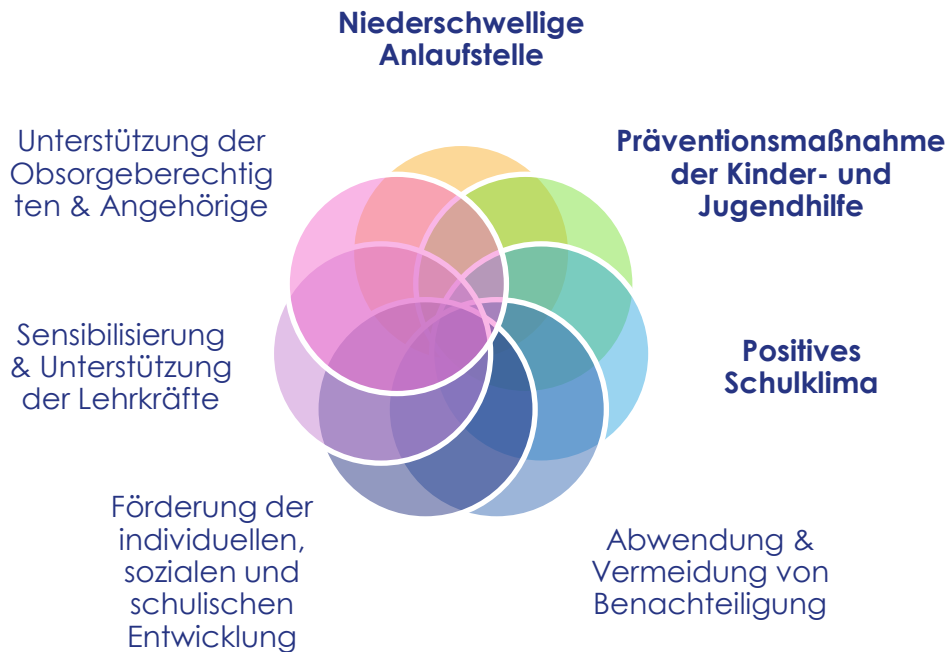 Niederschwellige
Anlaufstelle
Präventionsmaßnahme
der Kinder- und
Jugendhilfe
Positives
Schulklima
Abwendung &
Vermeidung von
Benachteiligung
Förderung der
individuellen,
sozialen und
schulischen
Entwicklung
Sensibilisierung
& Unterstützung
der Lehrkräfte
Unterstützung der
Obsorgeberechtig
ten & Angehörige